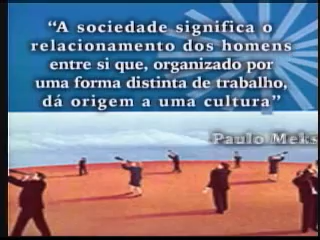 “A sociedade significa o
relacionamento dos homens
entre si que, organizado por
uma forma distinta de trabalho,
dá origem a uma cultura”
Paulo Meks